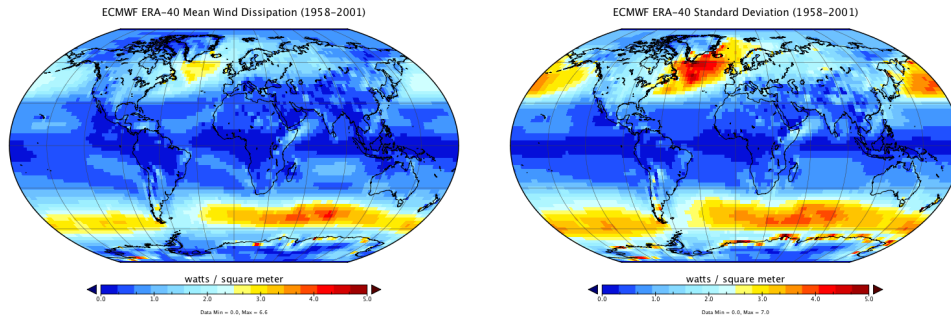 ECMWF ERA-40 Mean Wind Dissipation (1958-2001)
watts / square meter
0.0 1.0 2.0 3.0 4.0 5.0
Data Min = 0.0, Max = 6.6
ECMWF ERA-40 Standard Deviation (1958-2001)
watts / square meter
0.0 1.0 2.0 3.0 4.0 5.0
Data Min = 0.0, Max = 7.0